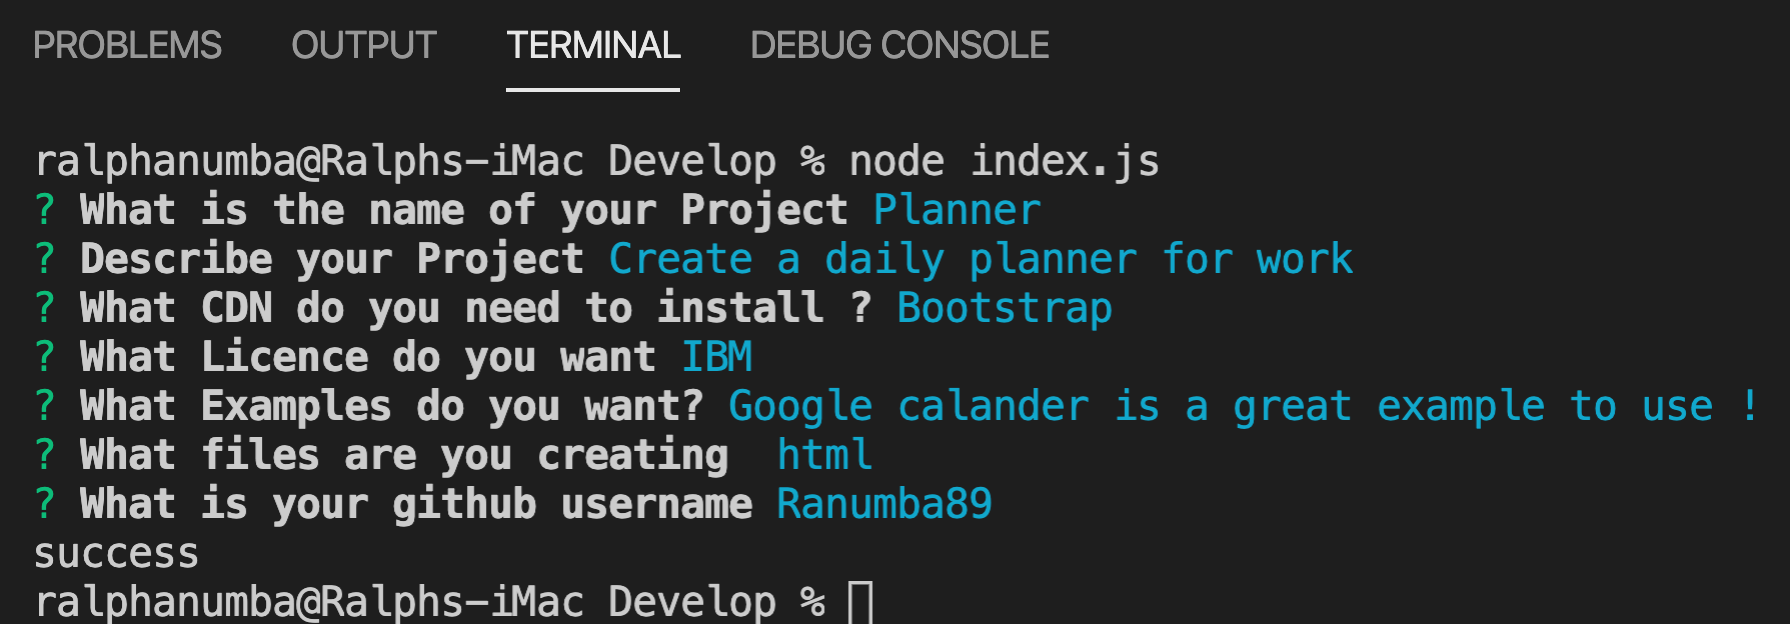 PROBLEMS OUTPUT TERMINAL DEBUG CONSOLE
ralphanumba@Ralphs-iMac Develop % node index.js
? What is the name of your Project Planner
? Describe your Project Create a daily planner for work
? What CDN do you need to install ? Bootstrap
? What Licence do you want IBM
? What Examples do you want? Google calander is a great example to use !
? What files are you creating  html
? What is your github username Ranumba89
success
ralphanumba@Ralphs-iMac Develop %